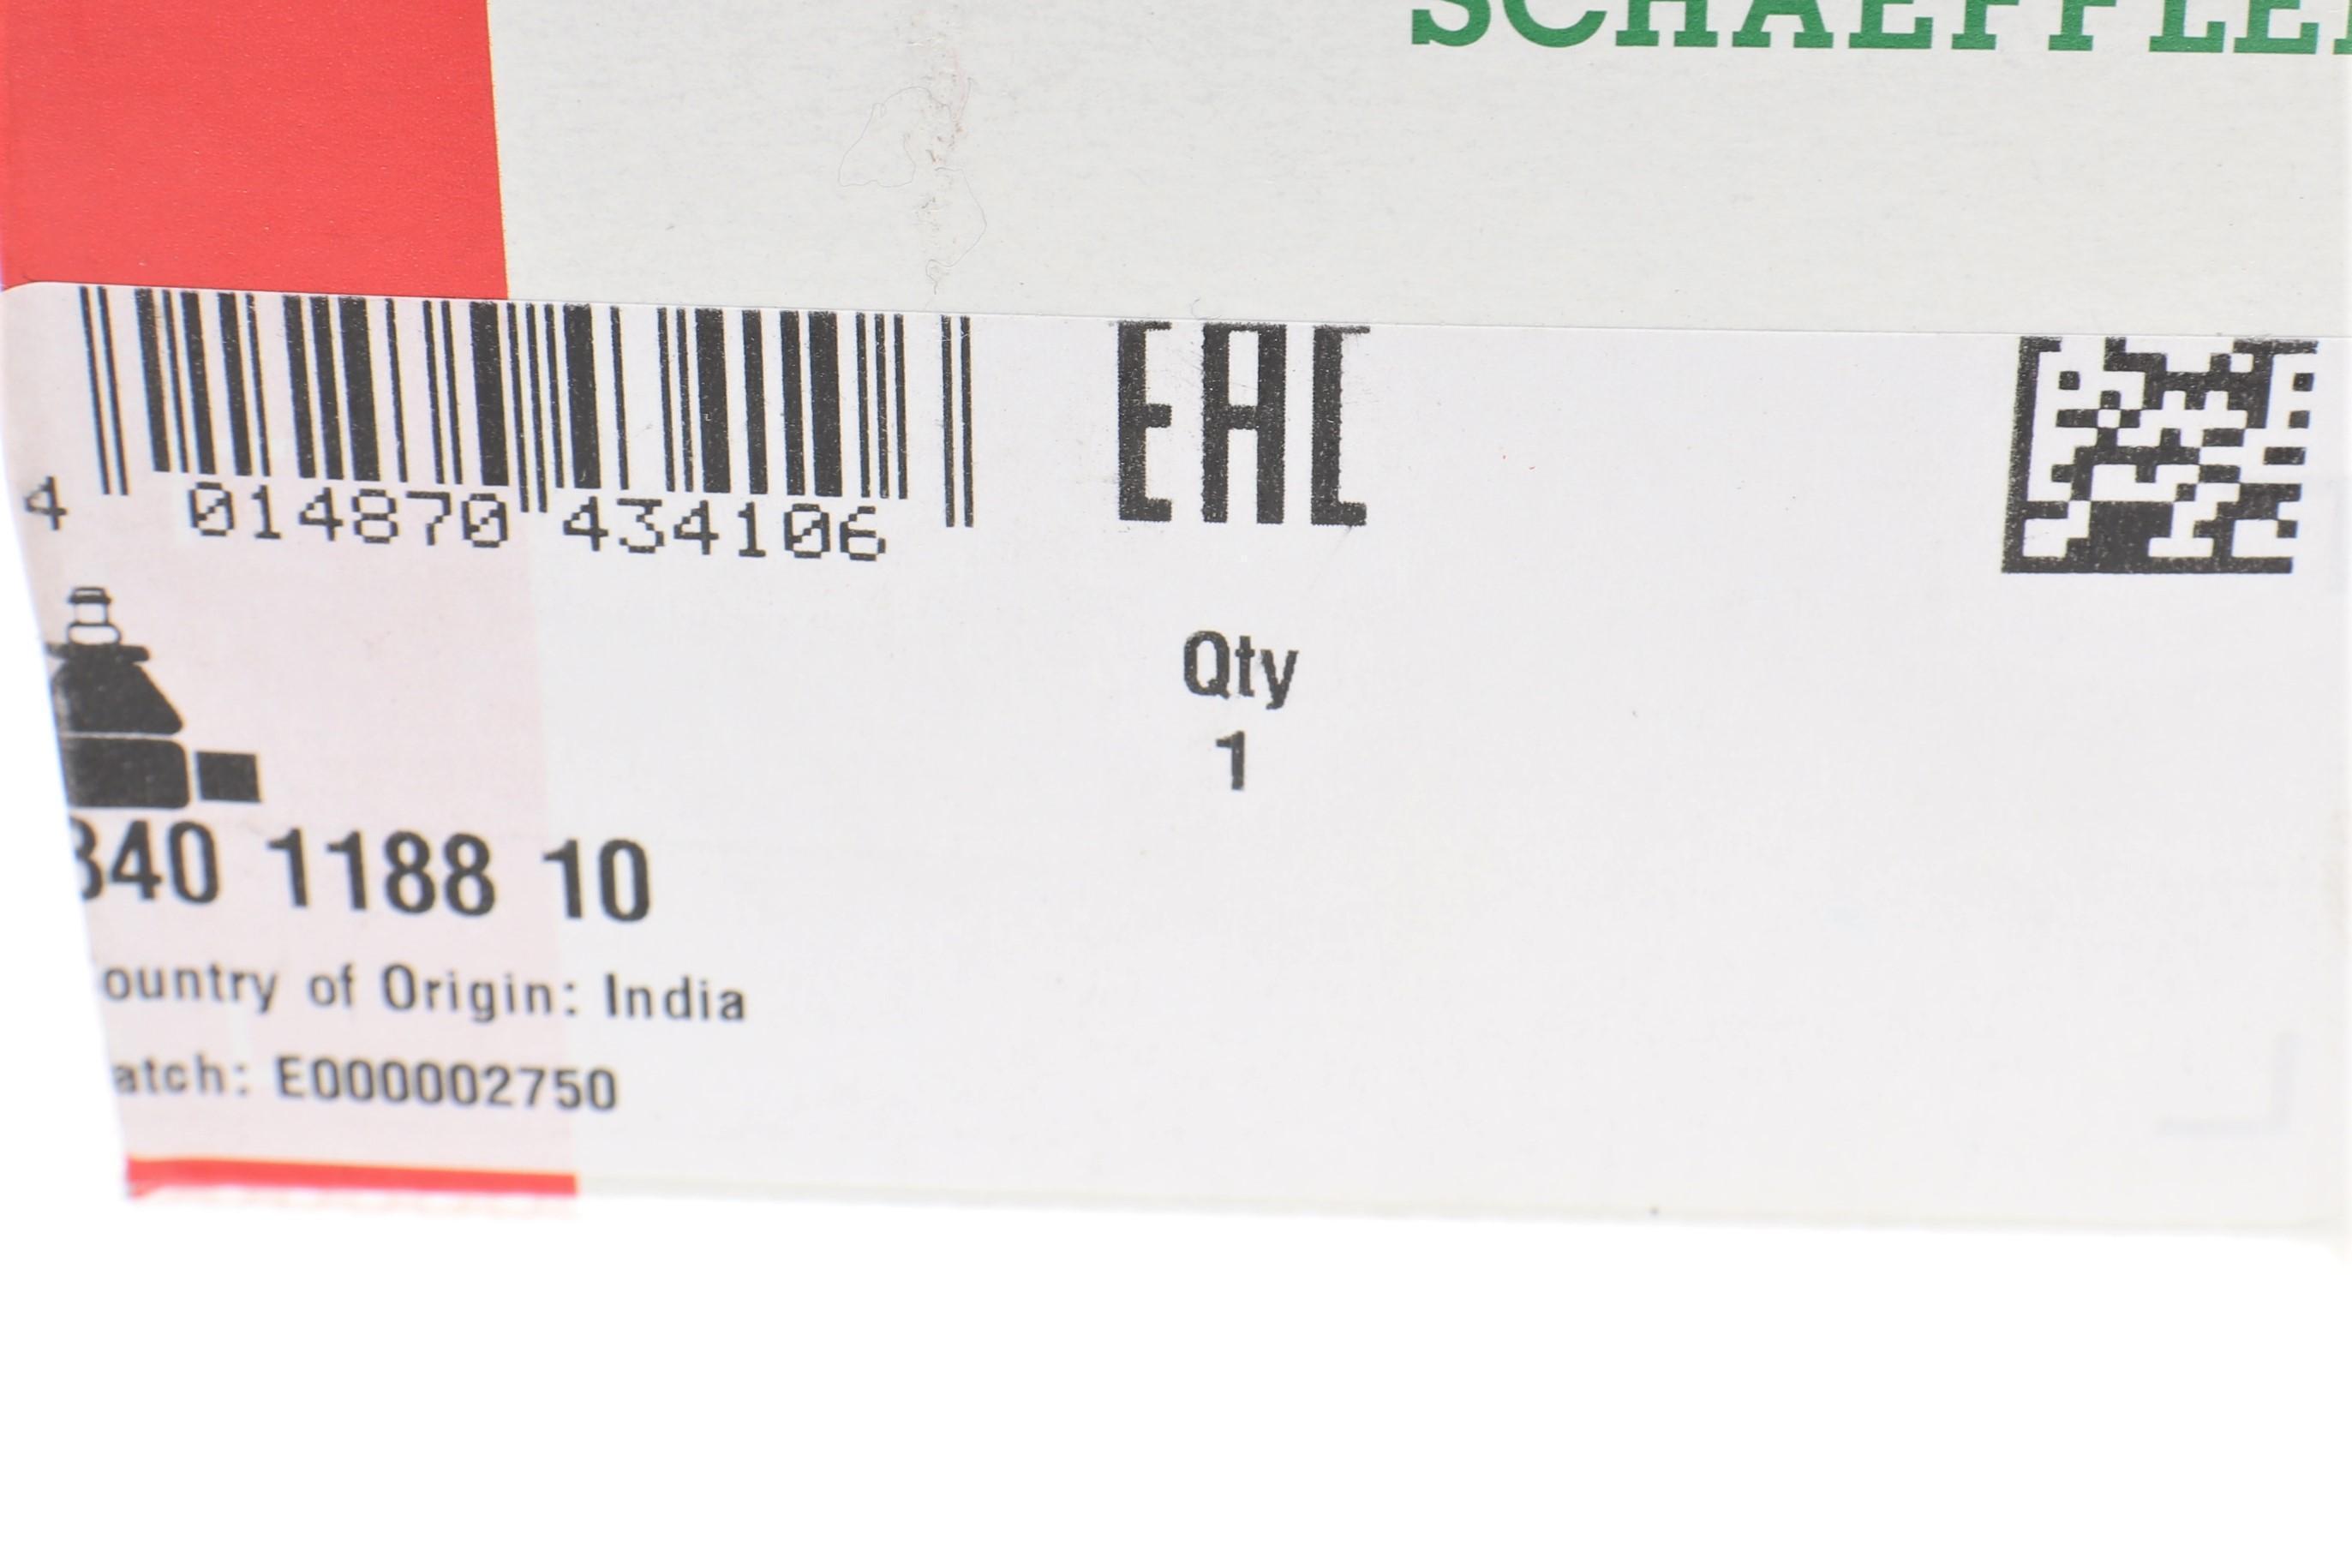 SCHAEFFLE
EAC
4 014870 434106
Qty
1
340 1188 10
ountry of Origin: India
atch: E000002750